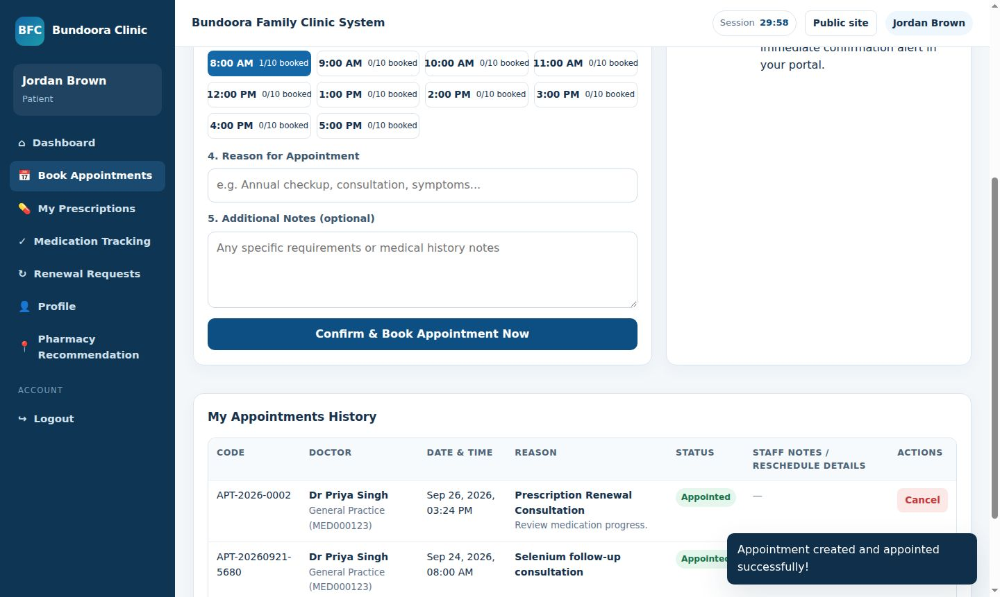 BFC
Bundoora Clinic
Jordan Brown
Patient
⌂ Dashboard
📅 Book Appointments
💊 My Prescriptions
✓ Medication Tracking
↻ Renewal Requests
👤 Profile
📍 Pharmacy
Recommendation
ACCOUNT
↪ Logout
Bundoora Family Clinic System
Session 29:58
Public site
Jordan Brown
immediate confirmation alert in
your portal.
8:00 AM 1/10 booked
9:00 AM 0/10 booked
10:00 AM 0/10 booked
11:00 AM 0/10 booked
12:00 PM 0/10 booked
1:00 PM 0/10 booked
2:00 PM 0/10 booked
3:00 PM 0/10 booked
4:00 PM 0/10 booked
5:00 PM 0/10 booked
4. Reason for Appointment
e.g. Annual checkup, consultation, symptoms...
5. Additional Notes (optional)
Any specific requirements or medical history notes
Confirm & Book Appointment Now
My Appointments History
CODE
DOCTOR
DATE & TIME
REASON
STATUS
STAFF NOTES /
RESCHEDULE DETAILS
ACTIONS
APT-2026-0002
Dr Priya Singh
General Practice
(MED000123)
Sep 26, 2026,
03:24 PM
Prescription Renewal
Consultation
Review medication progress.
Appointed
—
Cancel
APT-20260921-
5680
Dr Priya Singh
General Practice
(MED000123)
Sep 24, 2026,
08:00 AM
Selenium follow-up
consultation
Appointed
Appointment created and appointed
successfully!